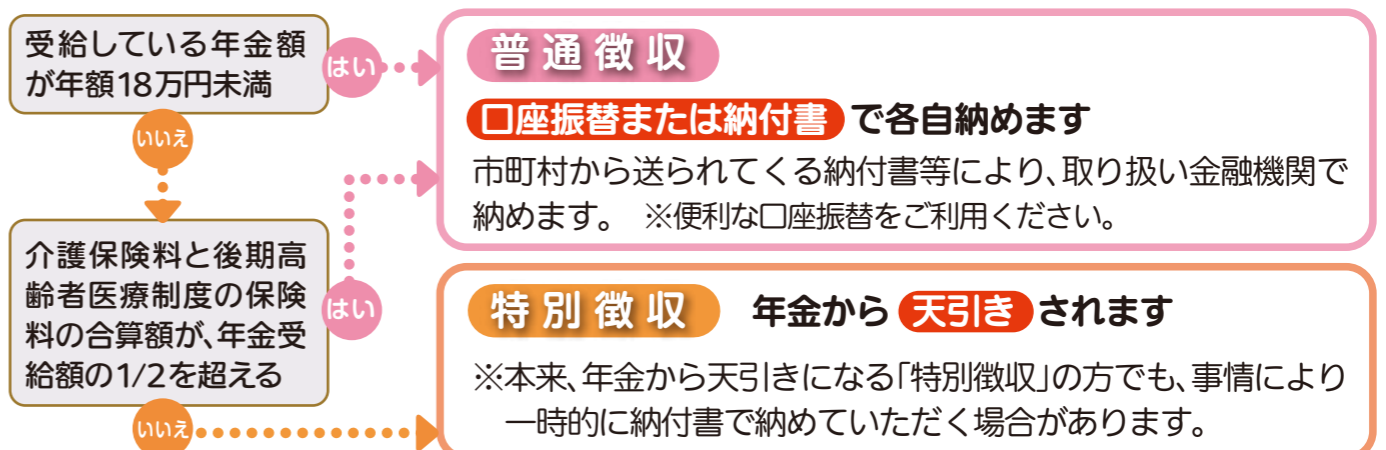 受給している年金額
が年額18万円未満
はい
いいえ
介護保険料と後期高
齢者医療制度の保険
料の合算額が、年金受
給額の1/2を超える
はい
いいえ
普通徴収
口座振替または納付書 で各自納めます
市町村から送られてくる納付書等により、取り扱い金融機関で
納めます。 ※便利な口座振替をご利用ください。
特別徴収 年金から 天引き されます
※本来、年金から天引きになる「特別徴収」の方でも、事情により
一時的に納付書で納めていただく場合があります。